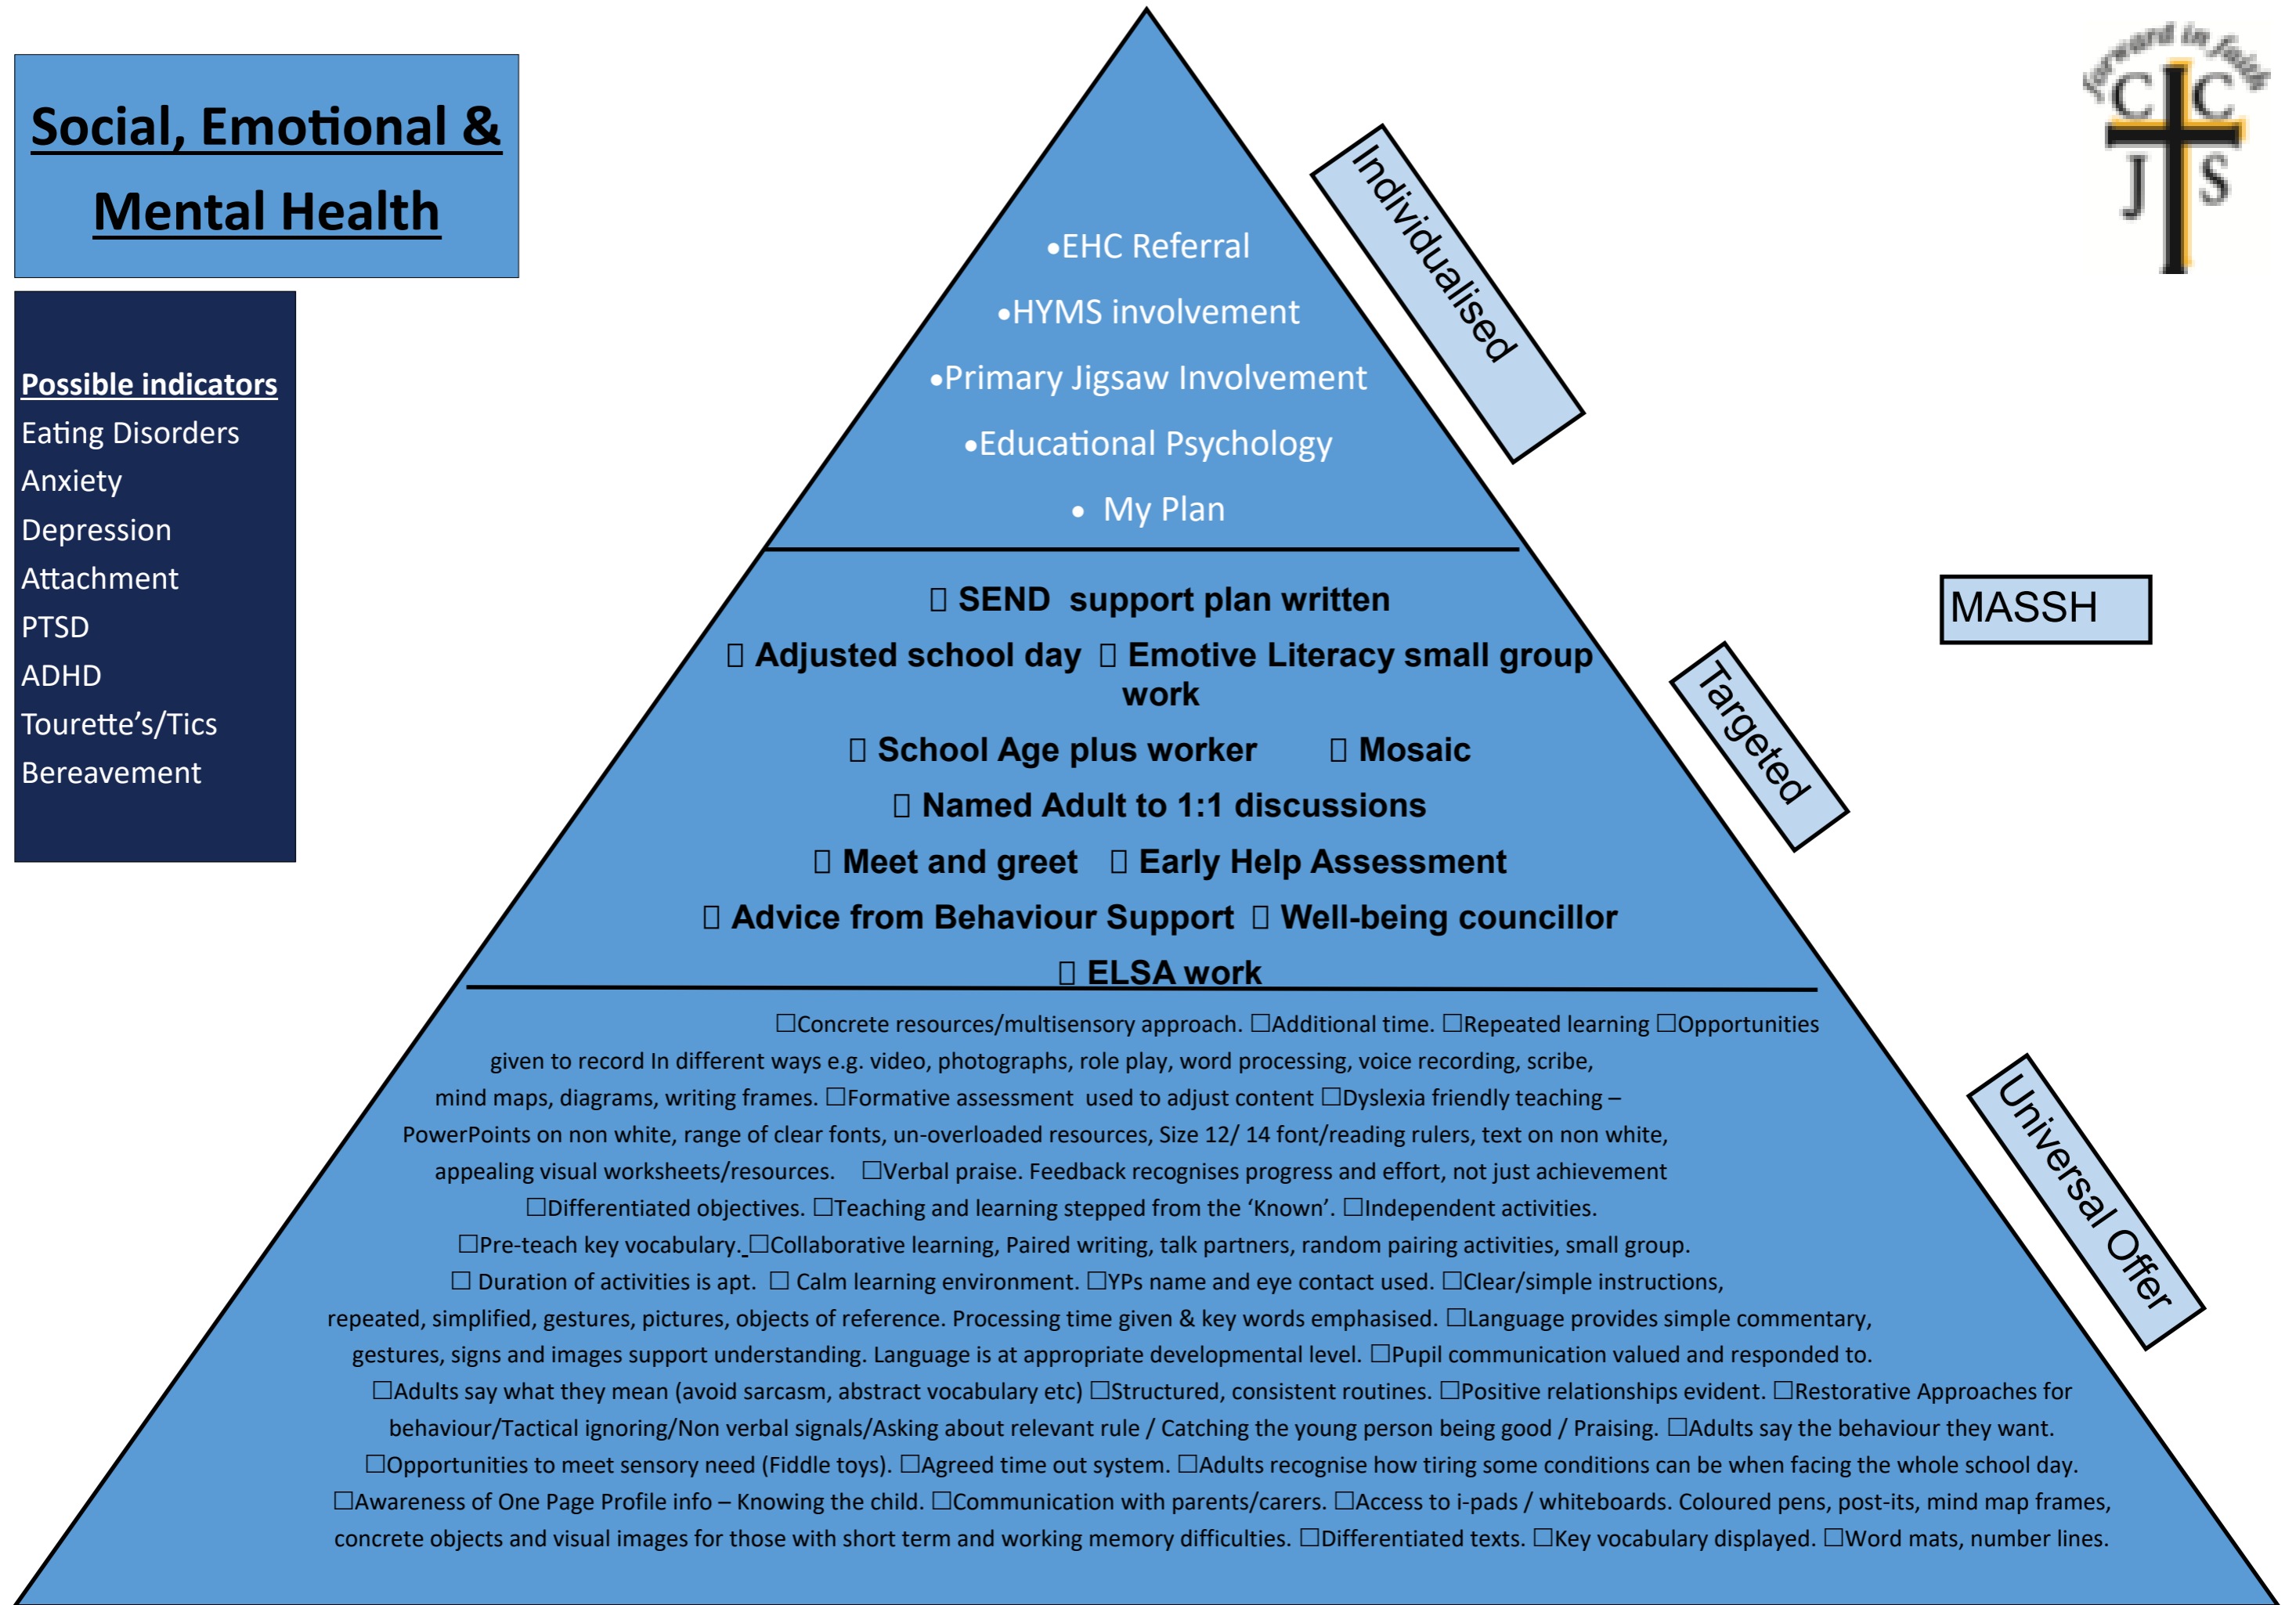 Social, Emotional &
Mental Health
Forward in Faith
C C
J S
Possible indicators
Eating Disorders
Anxiety
Depression
Attachment
PTSD
ADHD
Tourette’s/Tics
Bereavement
Individualised
•EHC Referral
•HYMS involvement
•Primary Jigsaw Involvement
•Educational Psychology
• My Plan
MASSH
Targeted
▯ SEND support plan written
▯ Adjusted school day ▯ Emotive Literacy small group
work
▯ School Age plus worker ▯ Mosaic
▯ Named Adult to 1:1 discussions
▯ Meet and greet ▯ Early Help Assessment
▯ Advice from Behaviour Support ▯ Well-being councillor
▯ ELSA work
Universal Offer
☐Concrete resources/multisensory approach. ☐Additional time. ☐Repeated learning ☐Opportunities
given to record In different ways e.g. video, photographs, role play, word processing, voice recording, scribe,
mind maps, diagrams, writing frames. ☐Formative assessment used to adjust content ☐Dyslexia friendly teaching –
PowerPoints on non white, range of clear fonts, un-overloaded resources, Size 12/ 14 font/reading rulers, text on non white,
appealing visual worksheets/resources. ☐Verbal praise. Feedback recognises progress and effort, not just achievement
☐Differentiated objectives. ☐Teaching and learning stepped from the ‘Known’. ☐Independent activities.
☐Pre-teach key vocabulary. ☐Collaborative learning, Paired writing, talk partners, random pairing activities, small group.
☐ Duration of activities is apt. ☐ Calm learning environment. ☐YPs name and eye contact used. ☐Clear/simple instructions,
repeated, simplified, gestures, pictures, objects of reference. Processing time given & key words emphasised. ☐Language provides simple commentary,
gestures, signs and images support understanding. Language is at appropriate developmental level. ☐Pupil communication valued and responded to.
☐Adults say what they mean (avoid sarcasm, abstract vocabulary etc) ☐Structured, consistent routines. ☐Positive relationships evident. ☐Restorative Approaches for
behaviour/Tactical ignoring/Non verbal signals/Asking about relevant rule / Catching the young person being good / Praising. ☐Adults say the behaviour they want.
☐Opportunities to meet sensory need (Fiddle toys). ☐Agreed time out system. ☐Adults recognise how tiring some conditions can be when facing the whole school day.
☐Awareness of One Page Profile info – Knowing the child. ☐Communication with parents/carers. ☐Access to i-pads / whiteboards. Coloured pens, post-its, mind map frames,
concrete objects and visual images for those with short term and working memory difficulties. ☐Differentiated texts. ☐Key vocabulary displayed. ☐Word mats, number lines.